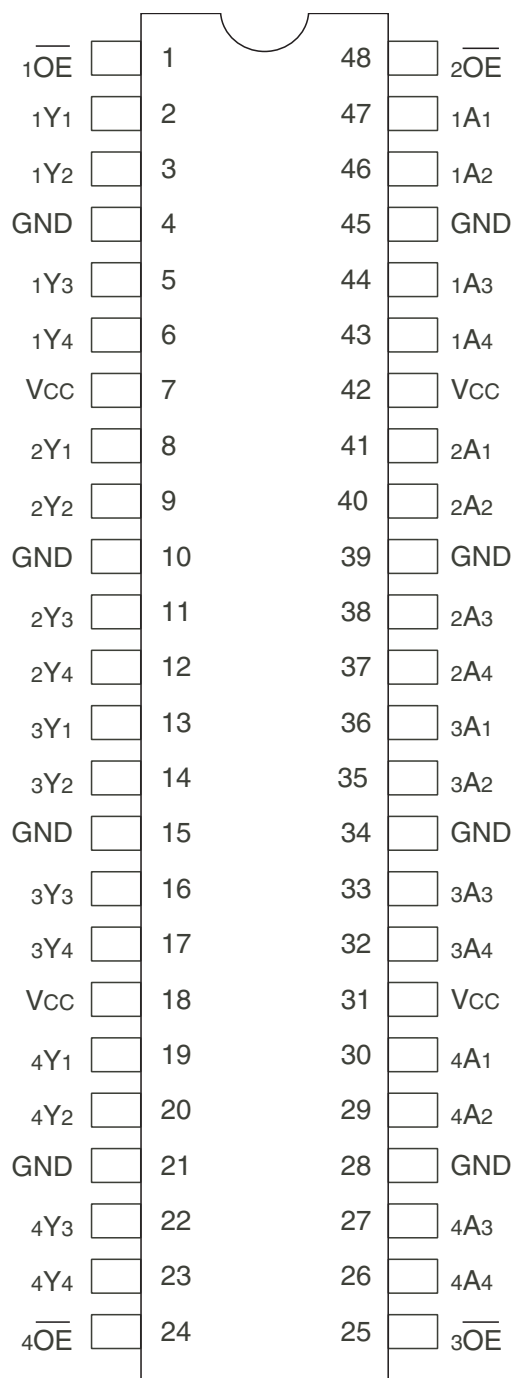 1OE 1 48 2OE
1Y1 2 47 1A1
1Y2 3 46 1A2
GND 4 45 GND
1Y3 5 44 1A3
1Y4 6 43 1A4
VCC 7 42 VCC
2Y1 8 41 2A1
2Y2 9 40 2A2
GND 10 39 GND
2Y3 11 38 2A3
2Y4 12 37 2A4
3Y1 13 36 3A1
3Y2 14 35 3A2
GND 15 34 GND
3Y3 16 33 3A3
3Y4 17 32 3A4
VCC 18 31 VCC
4Y1 19 30 4A1
4Y2 20 29 4A2
GND 21 28 GND
4Y3 22 27 4A3
4Y4 23 26 4A4
4OE 24 25 3OE